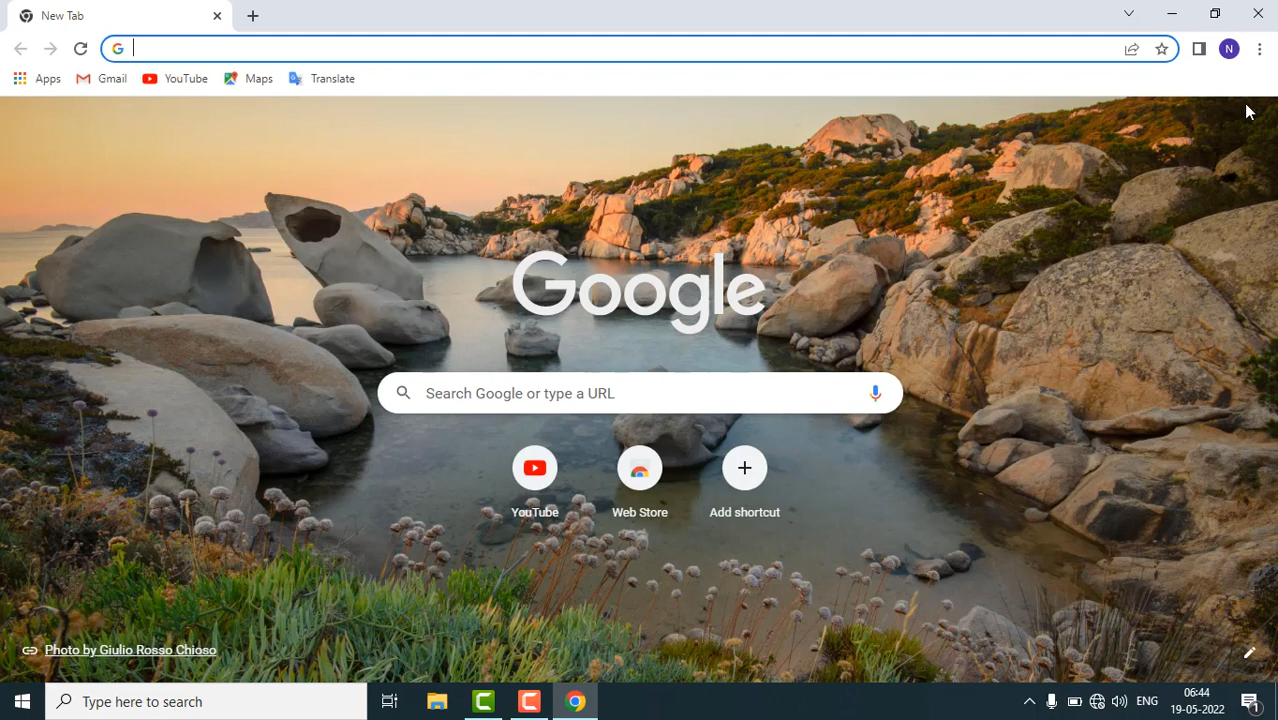 New Tab
Apps Gmail YouTube Maps Translate
N
Google
Search Google or type a URL
YouTube Web Store Add shortcut
Photo by Giulio Rosso Chioso
Type here to search
ENG
06:44
19-05-2022
1